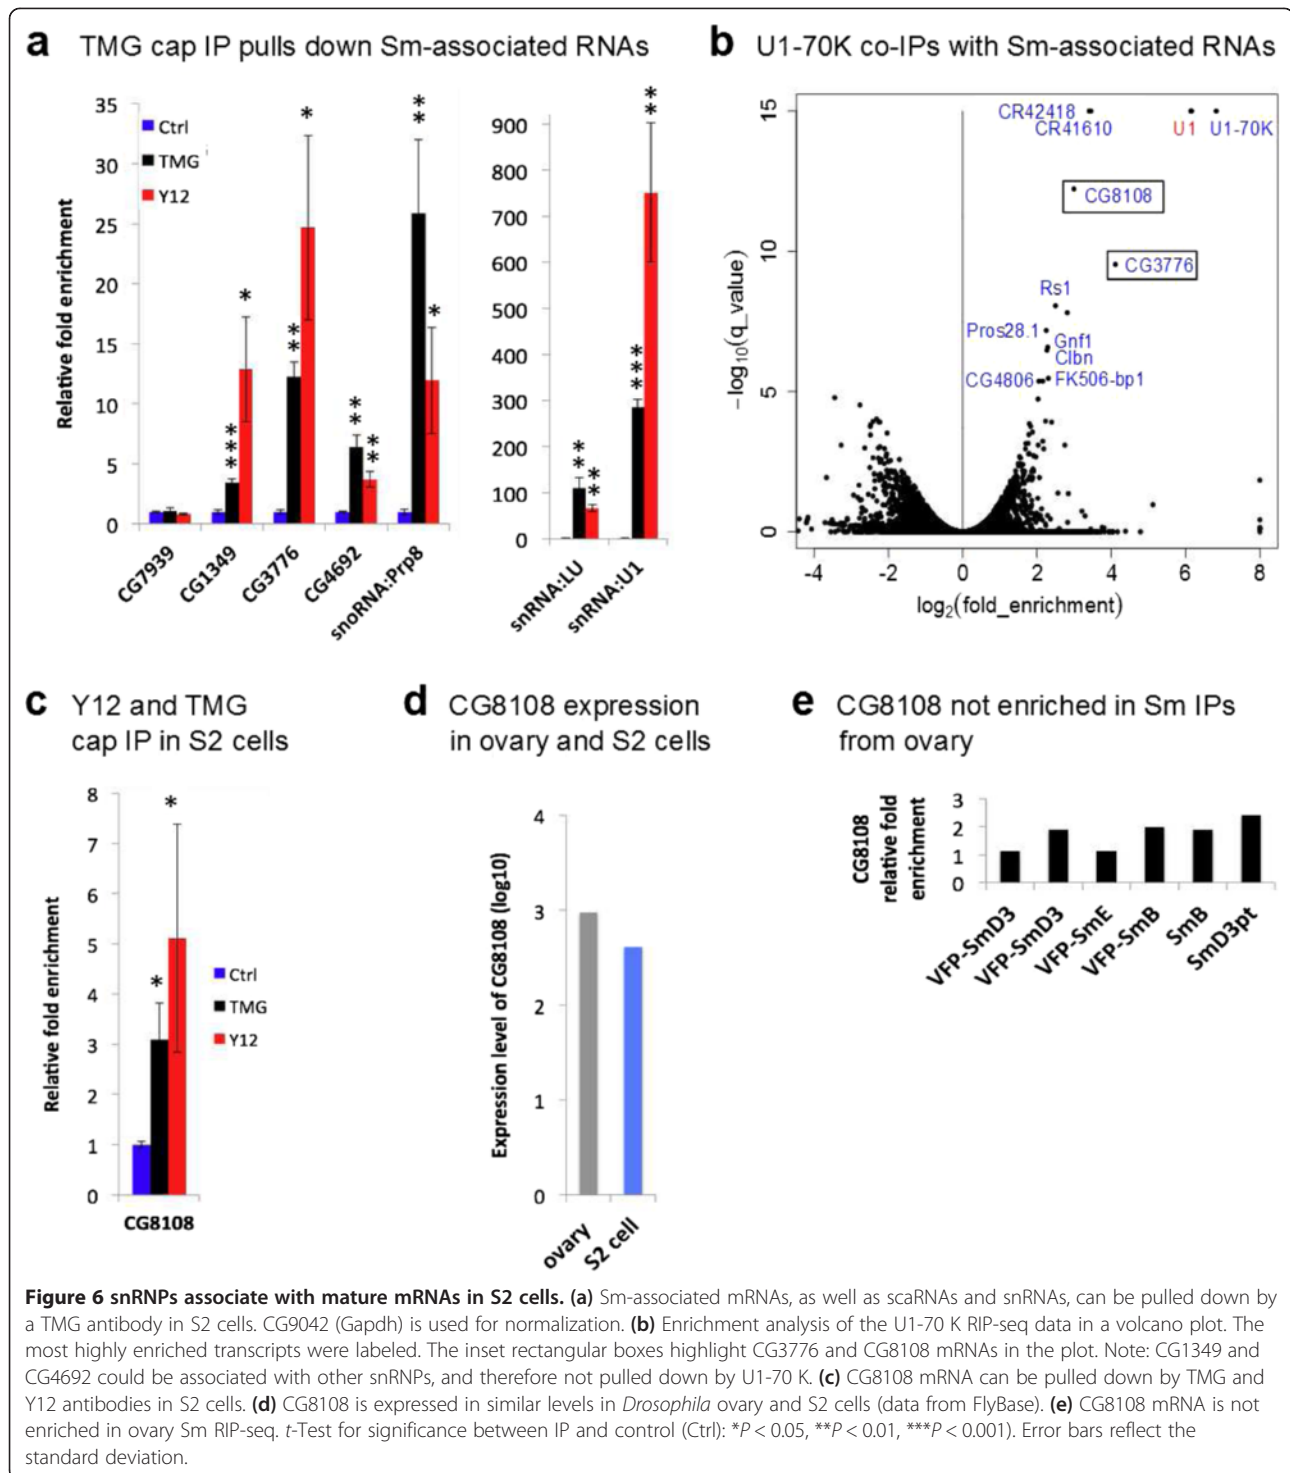 a TMG cap IP pulls down Sm-associated RNAs
35
30
25
20
15
10
5
0
Relative fold enrichment
Ctrl
TMG
Y12
***
*
**
*
**
**
**
*
CG7939
CG1349
CG3776
CG4692
snoRNA:Prp8
900
800
700
600
500
400
300
200
100
0
**
**
***
**
snRNA:LU
snRNA:U1
b U1-70K co-IPs with Sm-associated RNAs
15
10
5
0
−log10(q_value)
CR42418
CR41610
U1
U1-70K
CG8108
CG3776
Rs1
Pros28.1
Gnf1
Clbn
CG4806
FK506-bp1
-4 -2 0 2 4 6 8
log2(fold_enrichment)
c Y12 and TMG
cap IP in S2 cells
8
7
6
5
4
3
2
1
0
Relative fold enrichment
*
*
Ctrl
TMG
Y12
CG8108
d CG8108 expression
in ovary and S2 cells
4
3
2
1
0
Expression level of CG8108 (log10)
ovary
S2 cell
e CG8108 not enriched in Sm IPs
from ovary
CG8108
relative fold
enrichment
3
2
1
0
VFP-SmD3
VFP-SmD3
VFP-SmE
VFP-SmB
SmB
SmD3pt
Figure 6 snRNPs associate with mature mRNAs in S2 cells. (a) Sm-associated mRNAs, as well as scaRNAs and snRNAs, can be pulled down by
a TMG antibody in S2 cells. CG9042 (Gapdh) is used for normalization. (b) Enrichment analysis of the U1-70 K RIP-seq data in a volcano plot. The
most highly enriched transcripts were labeled. The inset rectangular boxes highlight CG3776 and CG8108 mRNAs in the plot. Note: CG1349 and
CG4692 could be associated with other snRNPs, and therefore not pulled down by U1-70 K. (c) CG8108 mRNA can be pulled down by TMG and
Y12 antibodies in S2 cells. (d) CG8108 is expressed in similar levels in Drosophila ovary and S2 cells (data from FlyBase). (e) CG8108 mRNA is not
enriched in ovary Sm RIP-seq. t-Test for significance between IP and control (Ctrl): *P < 0.05, **P < 0.01, ***P < 0.001). Error bars reflect the
standard deviation.